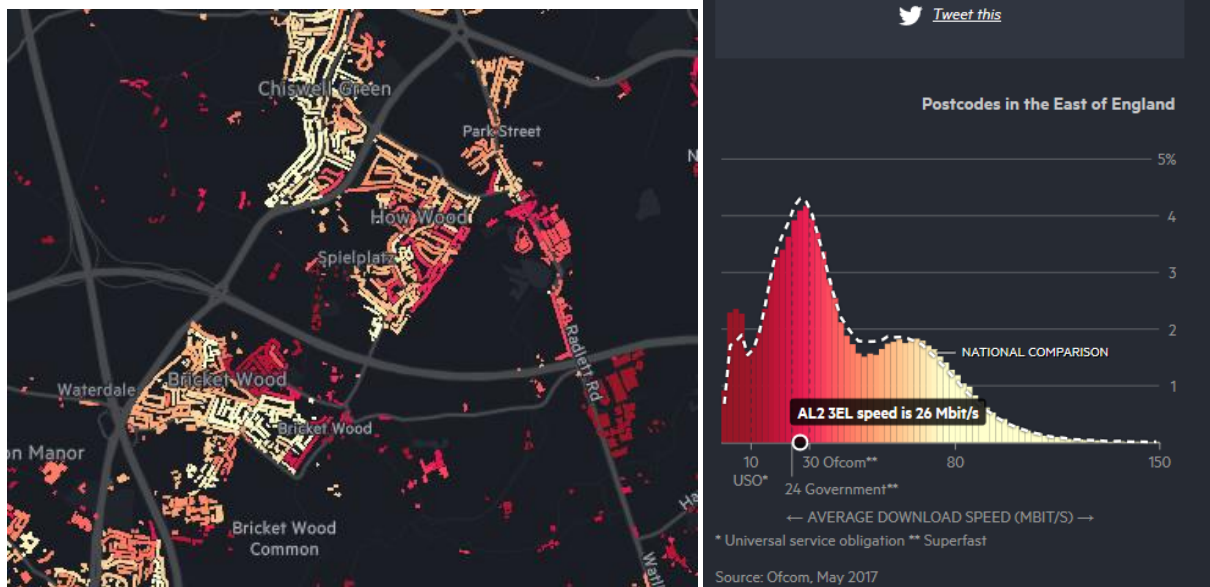 Chiswell Green
Park Street
N
How Wood
Spielplatz
Radlett Rd
Bricket Wood
Waterdale
Bricket Wood
on Manor
Bricket Wood
Common
Ha
Watl
Tweet this
Postcodes in the East of England
5%
4
3
2
NATIONAL COMPARISON
1
AL2 3EL speed is 26 Mbit/s
10 30 Ofcom** 80 150
USO*
24 Government**
← AVERAGE DOWNLOAD SPEED (MBIT/S) →
* Universal service obligation ** Superfast
Source: Ofcom, May 2017